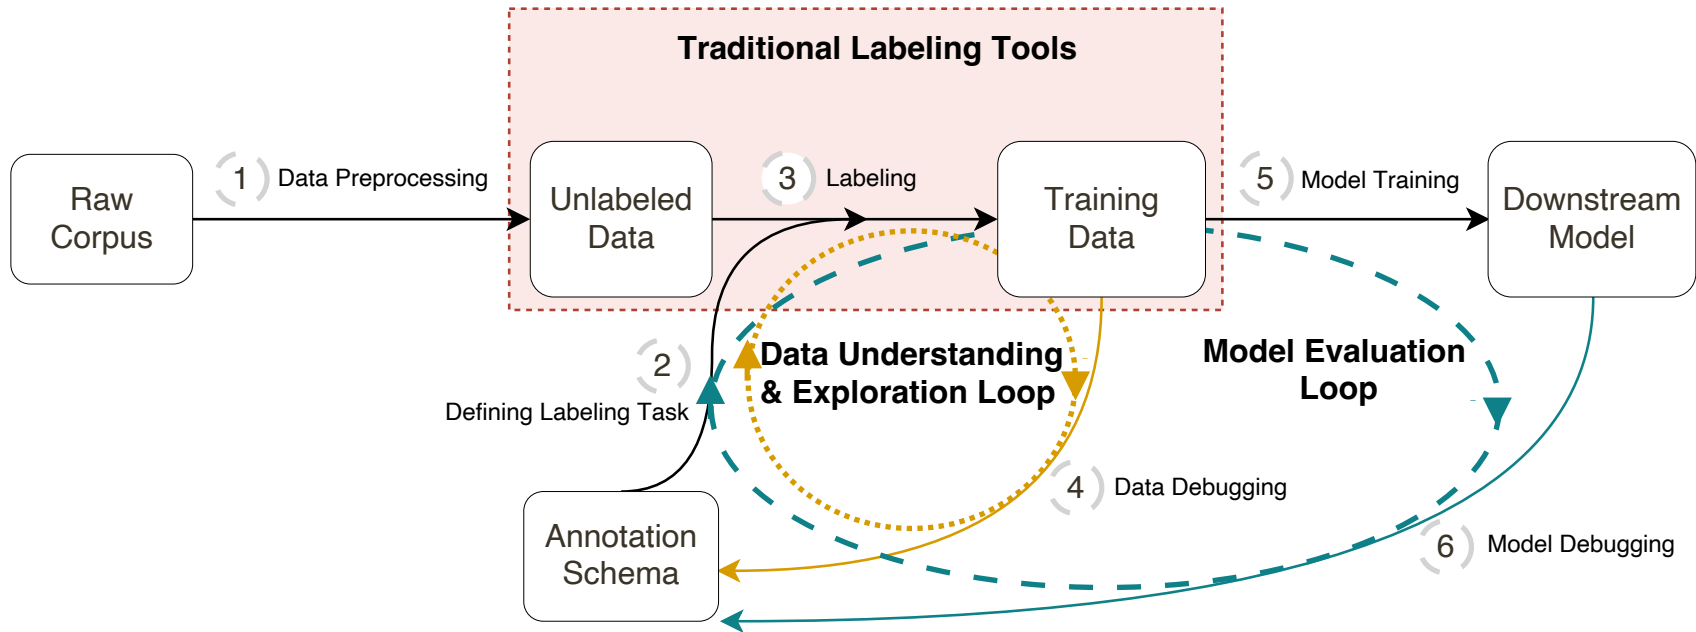 Traditional Labeling Tools
Raw
Corpus
1
Data Preprocessing
Unlabeled
Data
3
Labeling
Training
Data
5
Model Training
Downstream
Model
2
Defining Labeling Task
Data Understanding
& Exploration Loop
Model Evaluation
Loop
4
Data Debugging
Annotation
Schema
6
Model Debugging